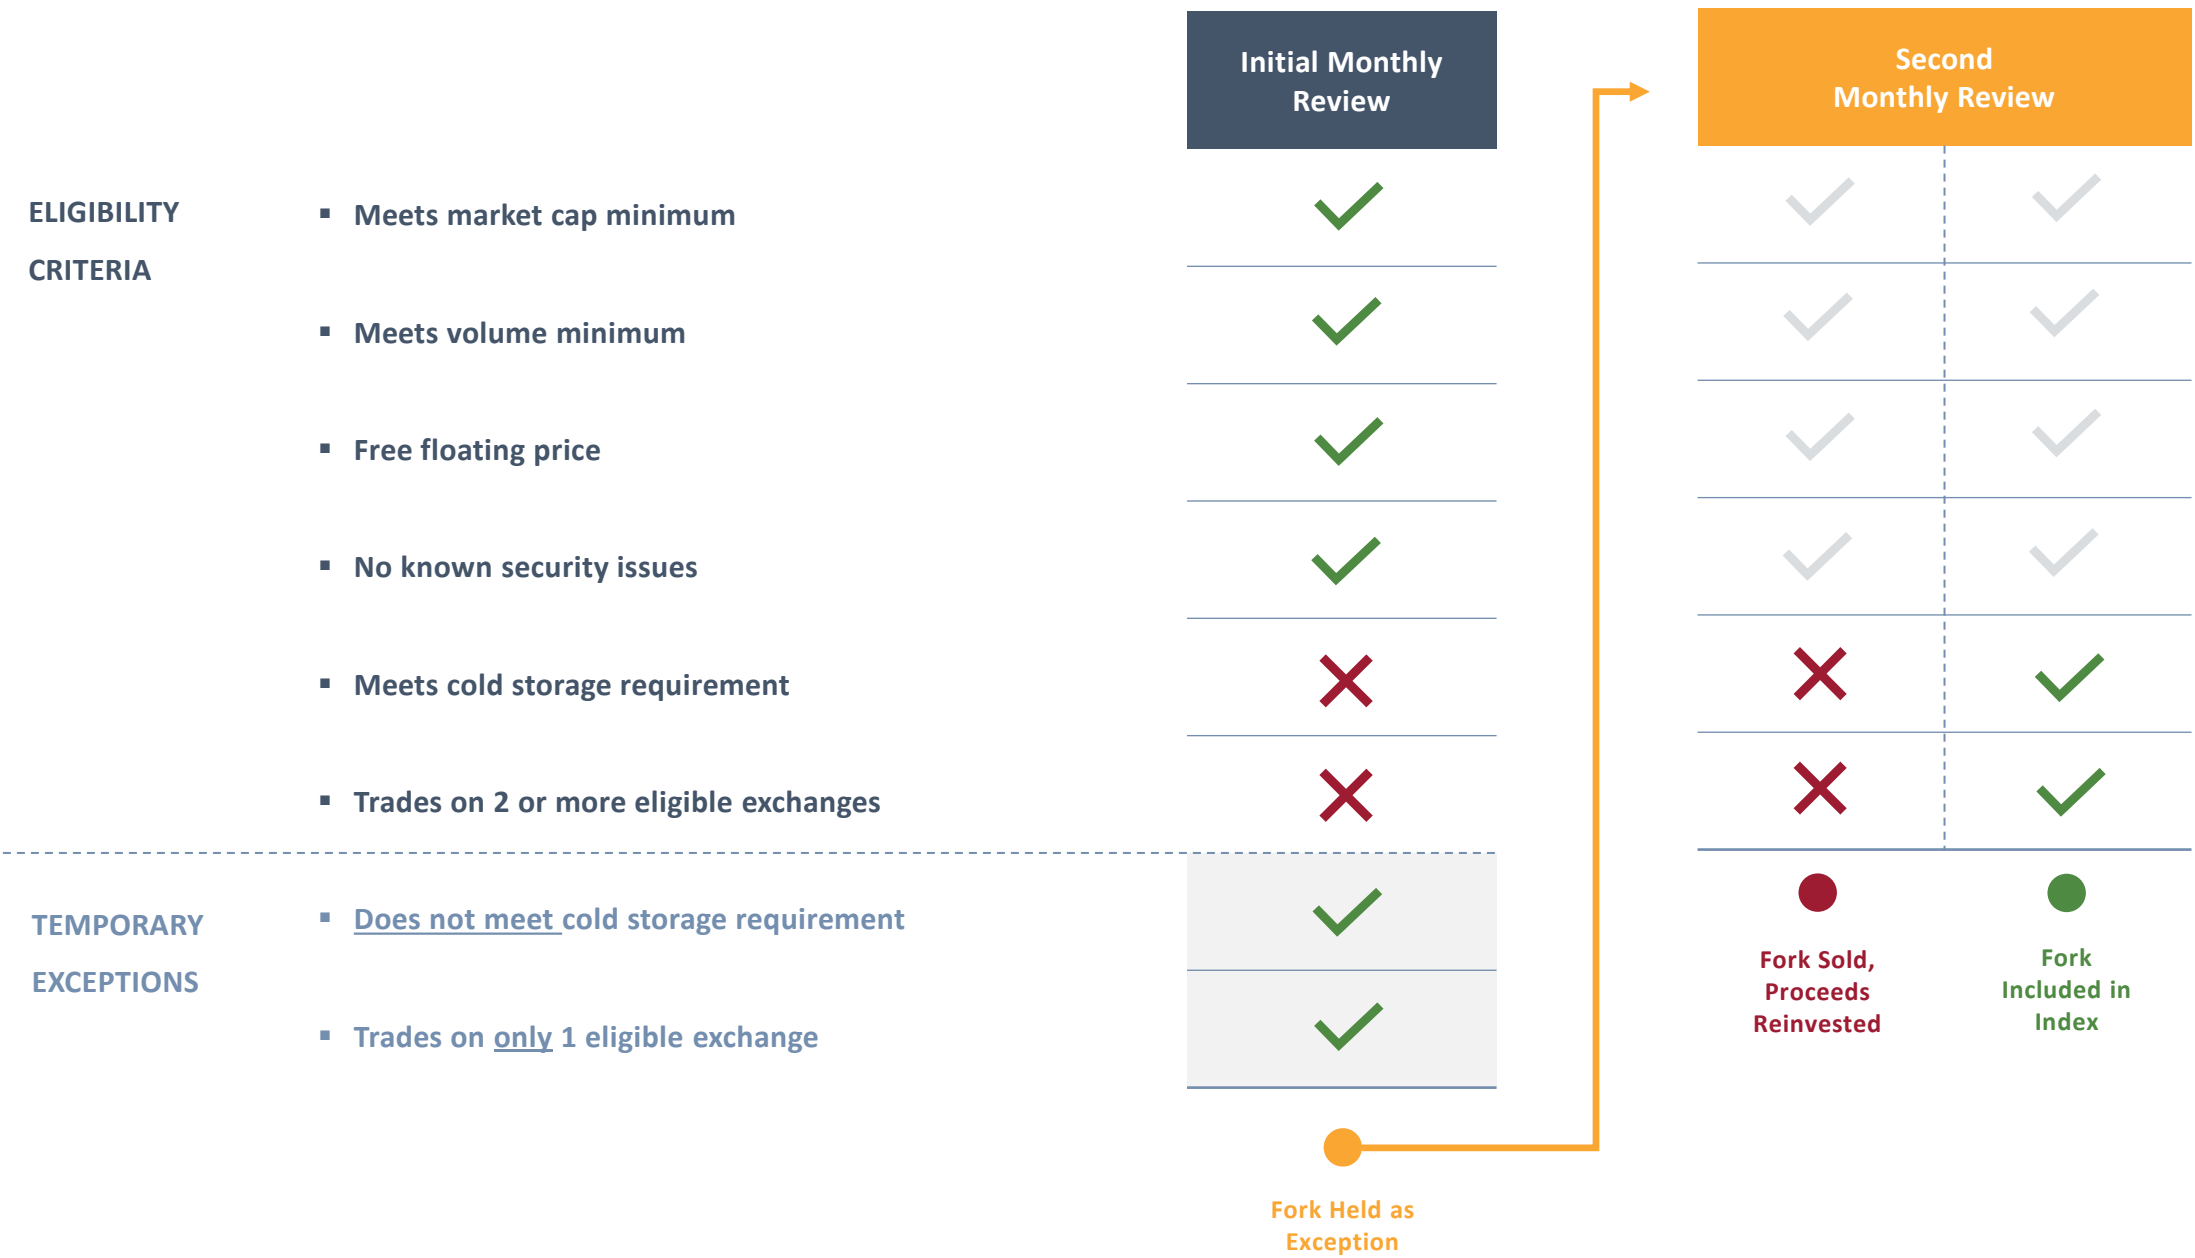 Initial Monthly
Review
Second
Monthly Review
ELIGIBILITY
CRITERIA
▪ Meets market cap minimum
▪ Meets volume minimum
▪ Free floating price
▪ No known security issues
▪ Meets cold storage requirement
▪ Trades on 2 or more eligible exchanges
TEMPORARY
EXCEPTIONS
▪ Does not meet cold storage requirement
▪ Trades on only 1 eligible exchange
Fork Sold,
Proceeds
Reinvested
Fork
Included in
Index
Fork Held as
Exception